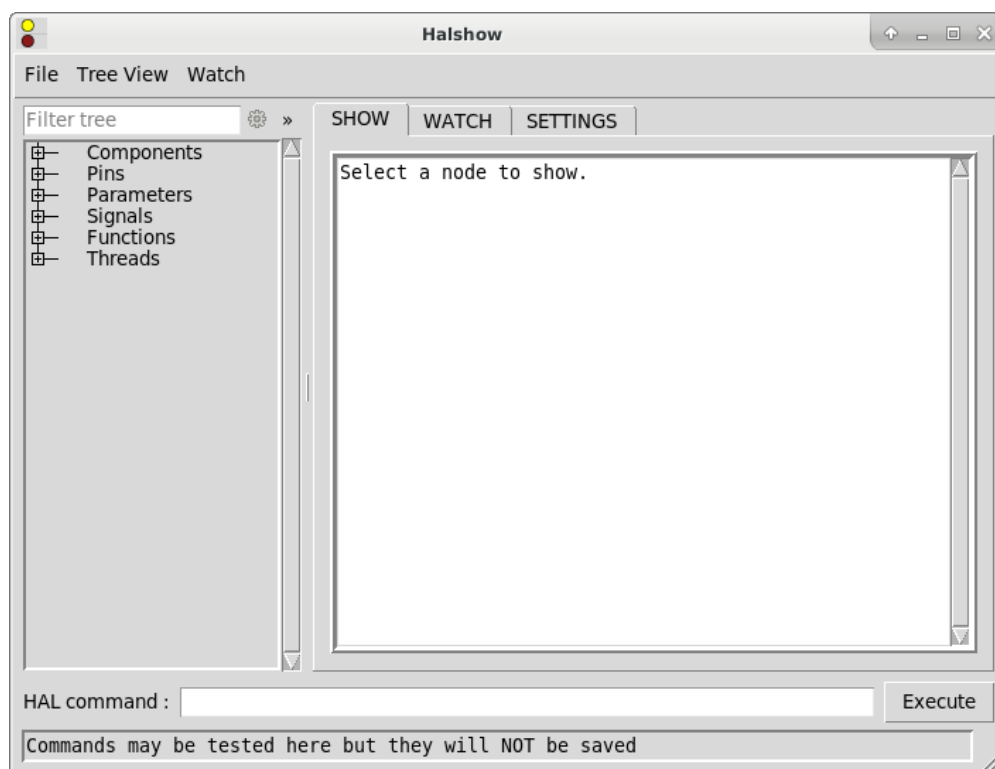 Halshow
File Tree View Watch
Filter tree »
SHOW WATCH SETTINGS
Components
Pins
Parameters
Signals
Functions
Threads
Select a node to show.
HAL command :
Execute
Commands may be tested here but they will NOT be saved